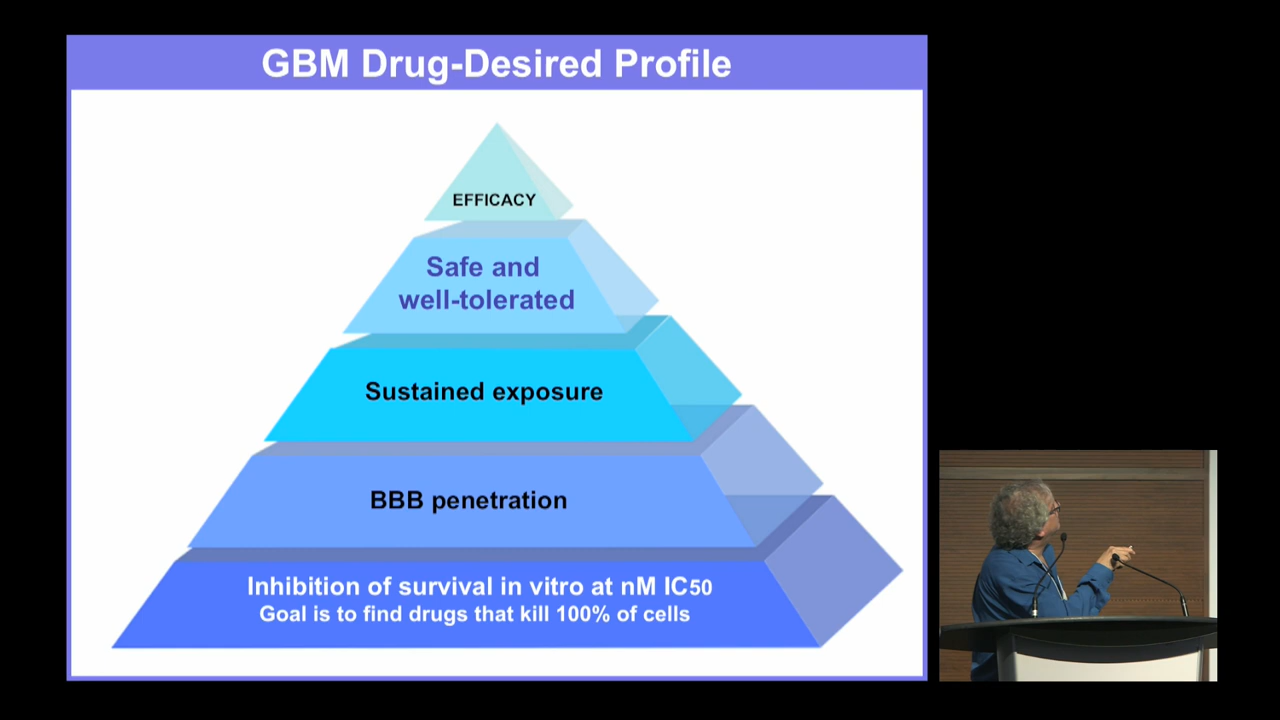 GBM Drug-Desired Profile
EFFICACY
Safe and
well-tolerated
Sustained exposure
BBB penetration
Inhibition of survival in vitro at nM IC50
Goal is to find drugs that kill 100% of cells